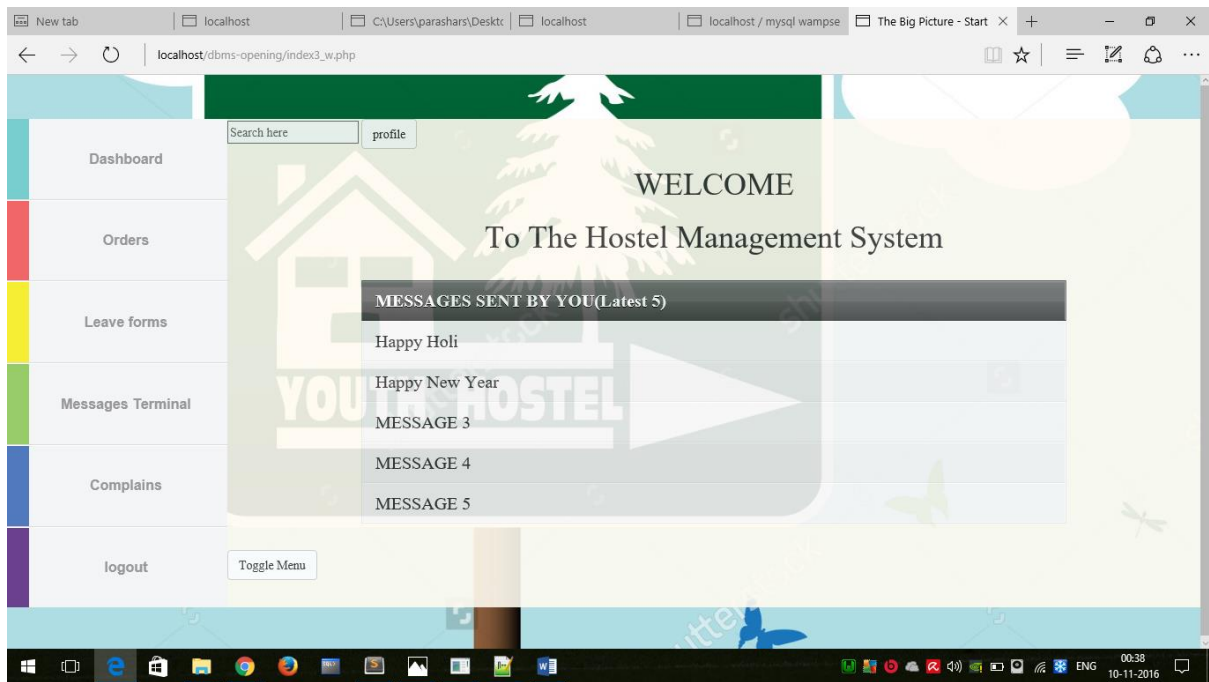 New tab
localhost
C:\Users\parashars\Deskto
localhost
localhost / mysql wampse
The Big Picture - Start
localhost/dbms-opening/index3_w.php
Search here
profile
WELCOME
To The Hostel Management System
Dashboard
Orders
Leave forms
Messages Terminal
Complains
logout
MESSAGES SENT BY YOU(Latest 5)
Happy Holi
Happy New Year
MESSAGE 3
MESSAGE 4
MESSAGE 5
YOUTH HOSTEL
Toggle Menu
shutterstock
ENG
00:38
10-11-2016